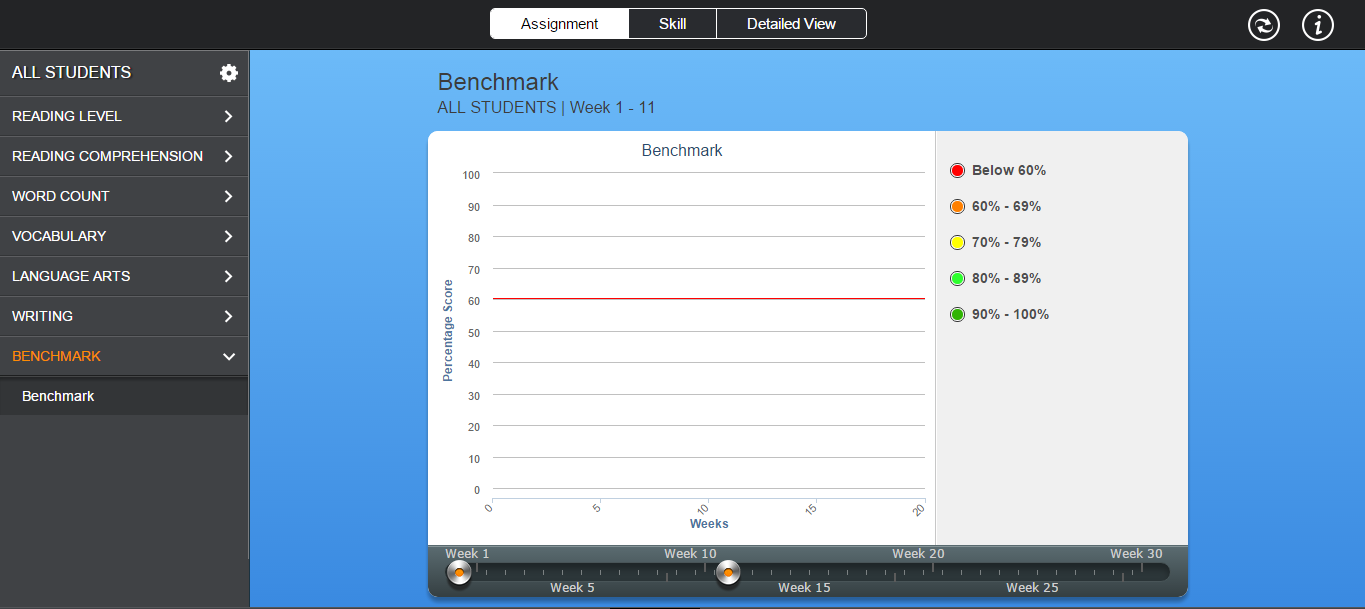 Assignment
Skill
Detailed View
ALL STUDENTS
READING LEVEL
READING COMPREHENSION
WORD COUNT
VOCABULARY
LANGUAGE ARTS
WRITING
BENCHMARK
Benchmark
Benchmark
ALL STUDENTS | Week 1 - 11
Benchmark
100
90
80
70
60
50
40
30
20
10
0
Percentage Score
0
5
10
15
20
Weeks
Below 60%
60% - 69%
70% - 79%
80% - 89%
90% - 100%
Week 1
Week 10
Week 20
Week 30
Week 5
Week 15
Week 25